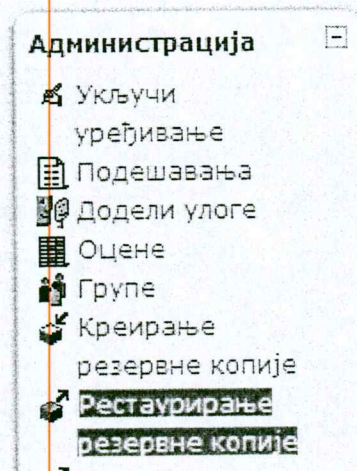 Администрација
Укључи
уређивање
Подешавања
Додели улоге
Оцене
Групе
Креирање
резервне копије
Рестаурирање
резервне копије